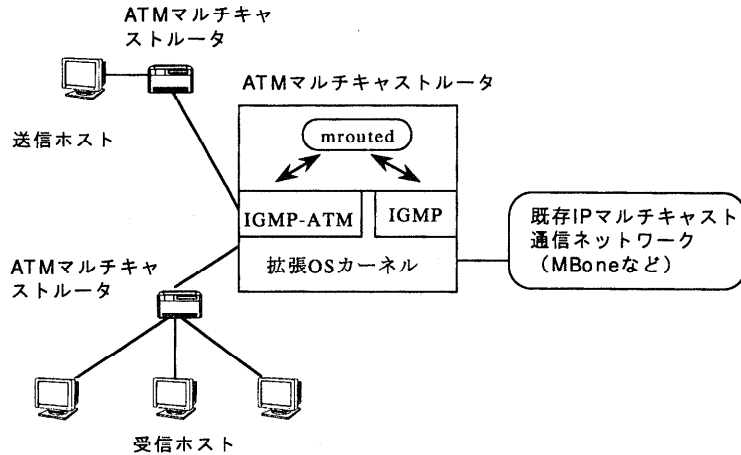 ATMマルチキャ
ストルータ
送信ホスト
ATMマルチキャストルータ
mrouted
IGMP-ATM
IGMP
拡張OSカーネル
既存IPマルチキャスト
通信ネットワーク
（MBoneなど）
ATMマルチキャ
ストルータ
受信ホスト